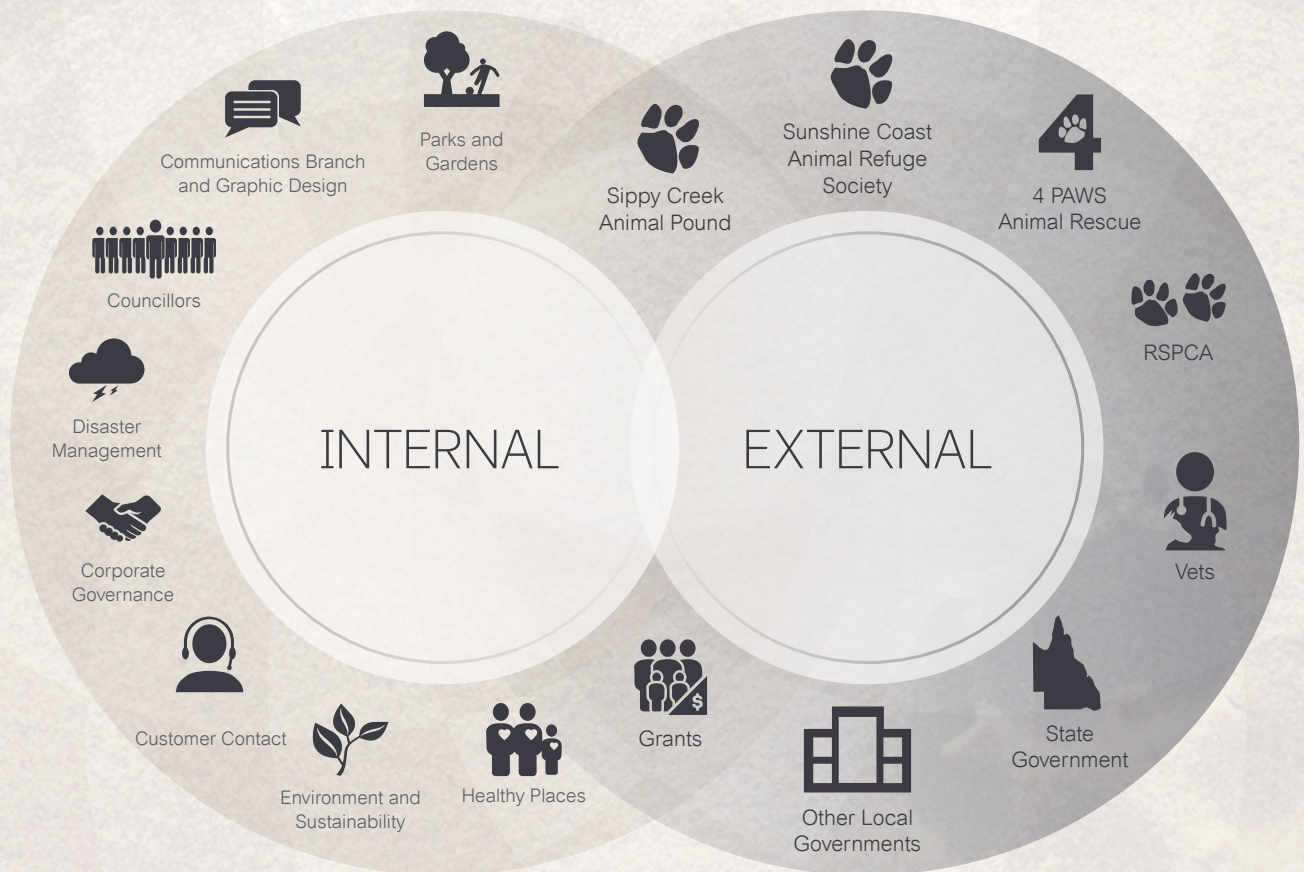 Parks and
Gardens
Communications Branch
and Graphic Design
Councillors
Disaster
Management
Corporate
Governance
Customer Contact
Environment and
Sustainability
Healthy Places
INTERNAL
Sippy Creek
Animal Pound
Grants
$
EXTERNAL
Sunshine Coast
Animal Refuge
Society
4
4 PAWS
Animal Rescue
RSPCA
Vets
State
Government
Other Local
Governments